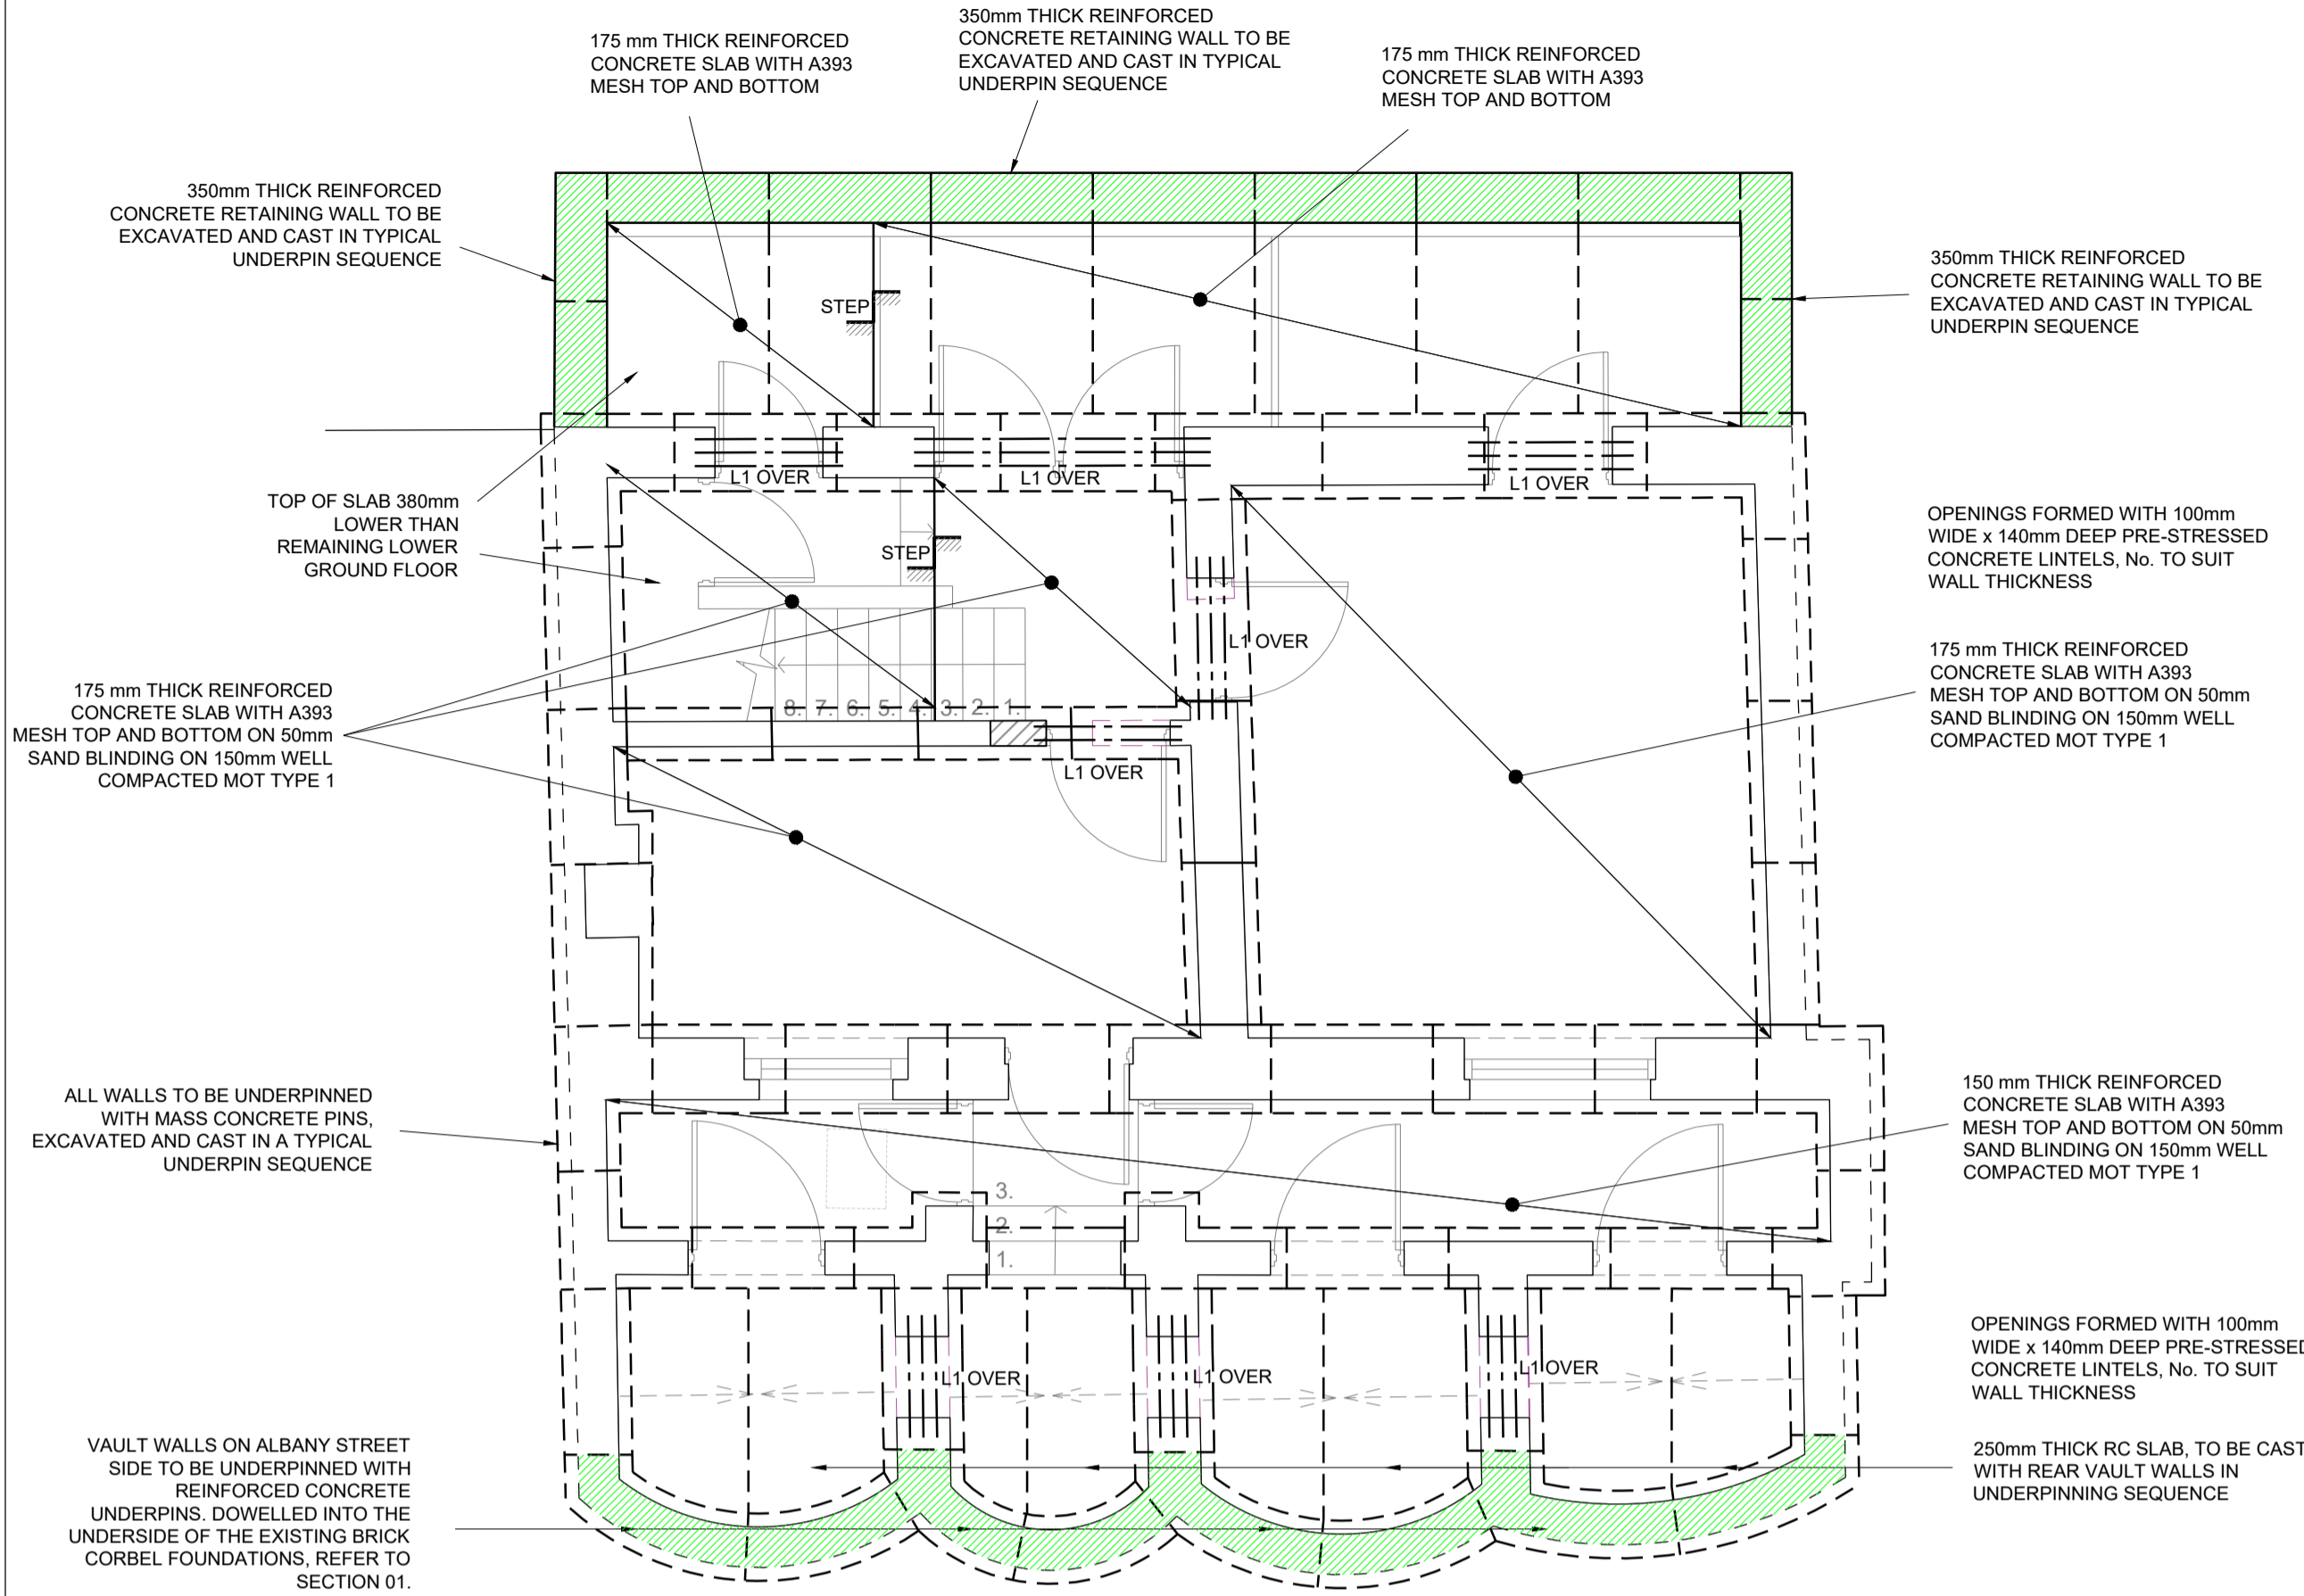 175 mm THICK REINFORCED
CONCRETE SLAB WITH A393
MESH TOP AND BOTTOM
350mm THICK REINFORCED
CONCRETE RETAINING WALL TO BE
EXCAVATED AND CAST IN TYPICAL
UNDERPIN SEQUENCE
175 mm THICK REINFORCED
CONCRETE SLAB WITH A393
MESH TOP AND BOTTOM
350mm THICK REINFORCED
CONCRETE RETAINING WALL TO BE
EXCAVATED AND CAST IN TYPICAL
UNDERPIN SEQUENCE
350mm THICK REINFORCED
CONCRETE RETAINING WALL TO BE
EXCAVATED AND CAST IN TYPICAL
UNDERPIN SEQUENCE
STEP
L1 OVER
L1 OVER
L1 OVER
TOP OF SLAB 380mm
LOWER THAN
REMAINING LOWER
GROUND FLOOR
OPENINGS FORMED WITH 100mm
WIDE x 140mm DEEP PRE-STRESSED
CONCRETE LINTELS, No. TO SUIT
WALL THICKNESS
STEP
L1 OVER
175 mm THICK REINFORCED
CONCRETE SLAB WITH A393
MESH TOP AND BOTTOM ON 50mm
SAND BLINDING ON 150mm WELL
COMPACTED MOT TYPE 1
175 mm THICK REINFORCED
CONCRETE SLAB WITH A393
MESH TOP AND BOTTOM ON 50mm
SAND BLINDING ON 150mm WELL
COMPACTED MOT TYPE 1
8. 7. 6. 5. 4. 3. 2. 1.
L1 OVER
ALL WALLS TO BE UNDERPINNED
WITH MASS CONCRETE PINS,
EXCAVATED AND CAST IN A TYPICAL
UNDERPIN SEQUENCE
150 mm THICK REINFORCED
CONCRETE SLAB WITH A393
MESH TOP AND BOTTOM ON 50mm
SAND BLINDING ON 150mm WELL
COMPACTED MOT TYPE 1
3.
2.
1.
L1 OVER
L1 OVER
L1 OVER
OPENINGS FORMED WITH 100mm
WIDE x 140mm DEEP PRE-STRESSED
CONCRETE LINTELS, No. TO SUIT
WALL THICKNESS
VAULT WALLS ON ALBANY STREET
SIDE TO BE UNDERPINNED WITH
REINFORCED CONCRETE
UNDERPINS. DOWELLED INTO THE
UNDERSIDE OF THE EXISTING BRICK
CORBEL FOUNDATIONS, REFER TO
SECTION 01.
250mm THICK RC SLAB, TO BE CAST
WITH REAR VAULT WALLS IN
UNDERPINNING SEQUENCE